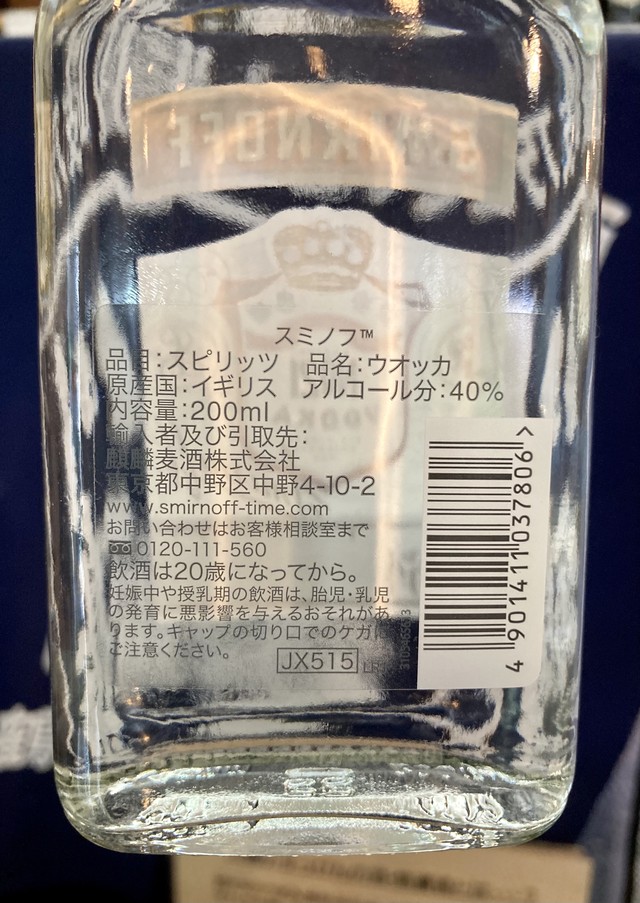 スミノフ™
品目：スピリッツ　品名：ウオッカ
原産国：イギリス　アルコール分：40%
内容量：200ml
輸入者及び引取先：
麒麟麦酒株式会社
東京都中野区中野4-10-2
www.smirnoff-time.com
お問い合わせはお客様相談室まで
0120-111-560
飲酒は20歳になってから。
妊娠中や授乳期の飲酒は、胎児・乳児
の発育に悪影響を与えるおそれがあ
ります。キャップの切り口でのケガに
ご注意ください。
JX515
4 901411 037806 >
SMIRNOFF
VODKA